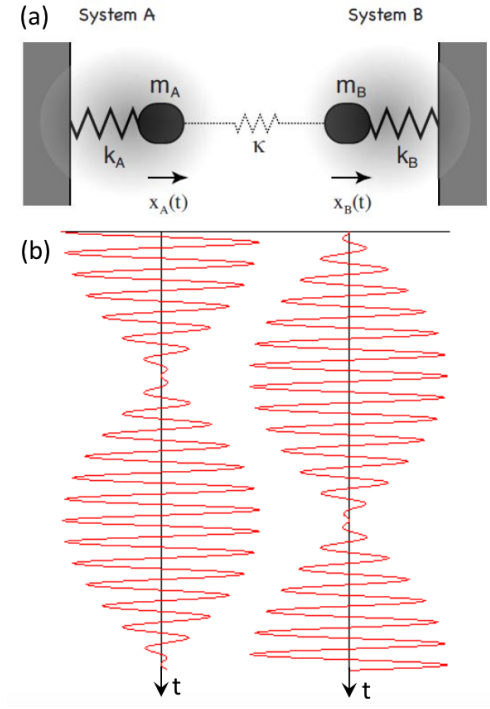 (a) System A System B
m_A m_B
k_A κ k_B
x_A(t) x_B(t)
(b)
t t